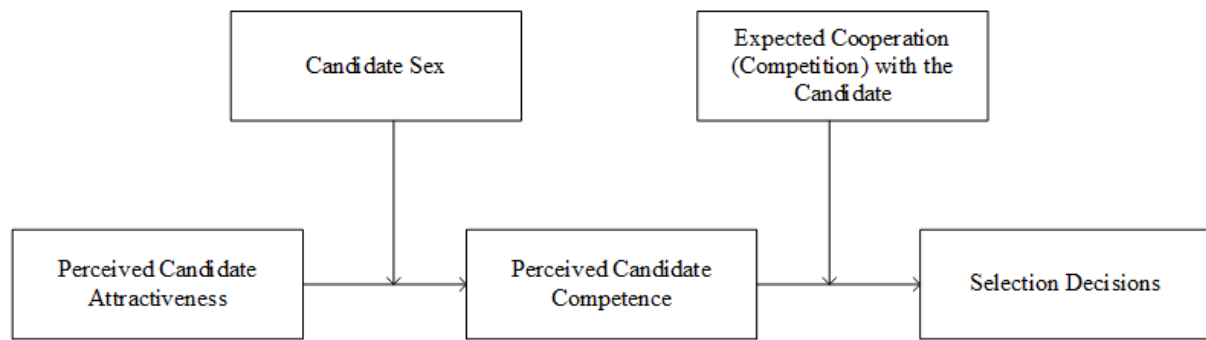 Candidate Sex
Expected Cooperation
(Competition) with the
Candidate
Perceived Candidate
Attractiveness
Perceived Candidate
Competence
Selection Decisions